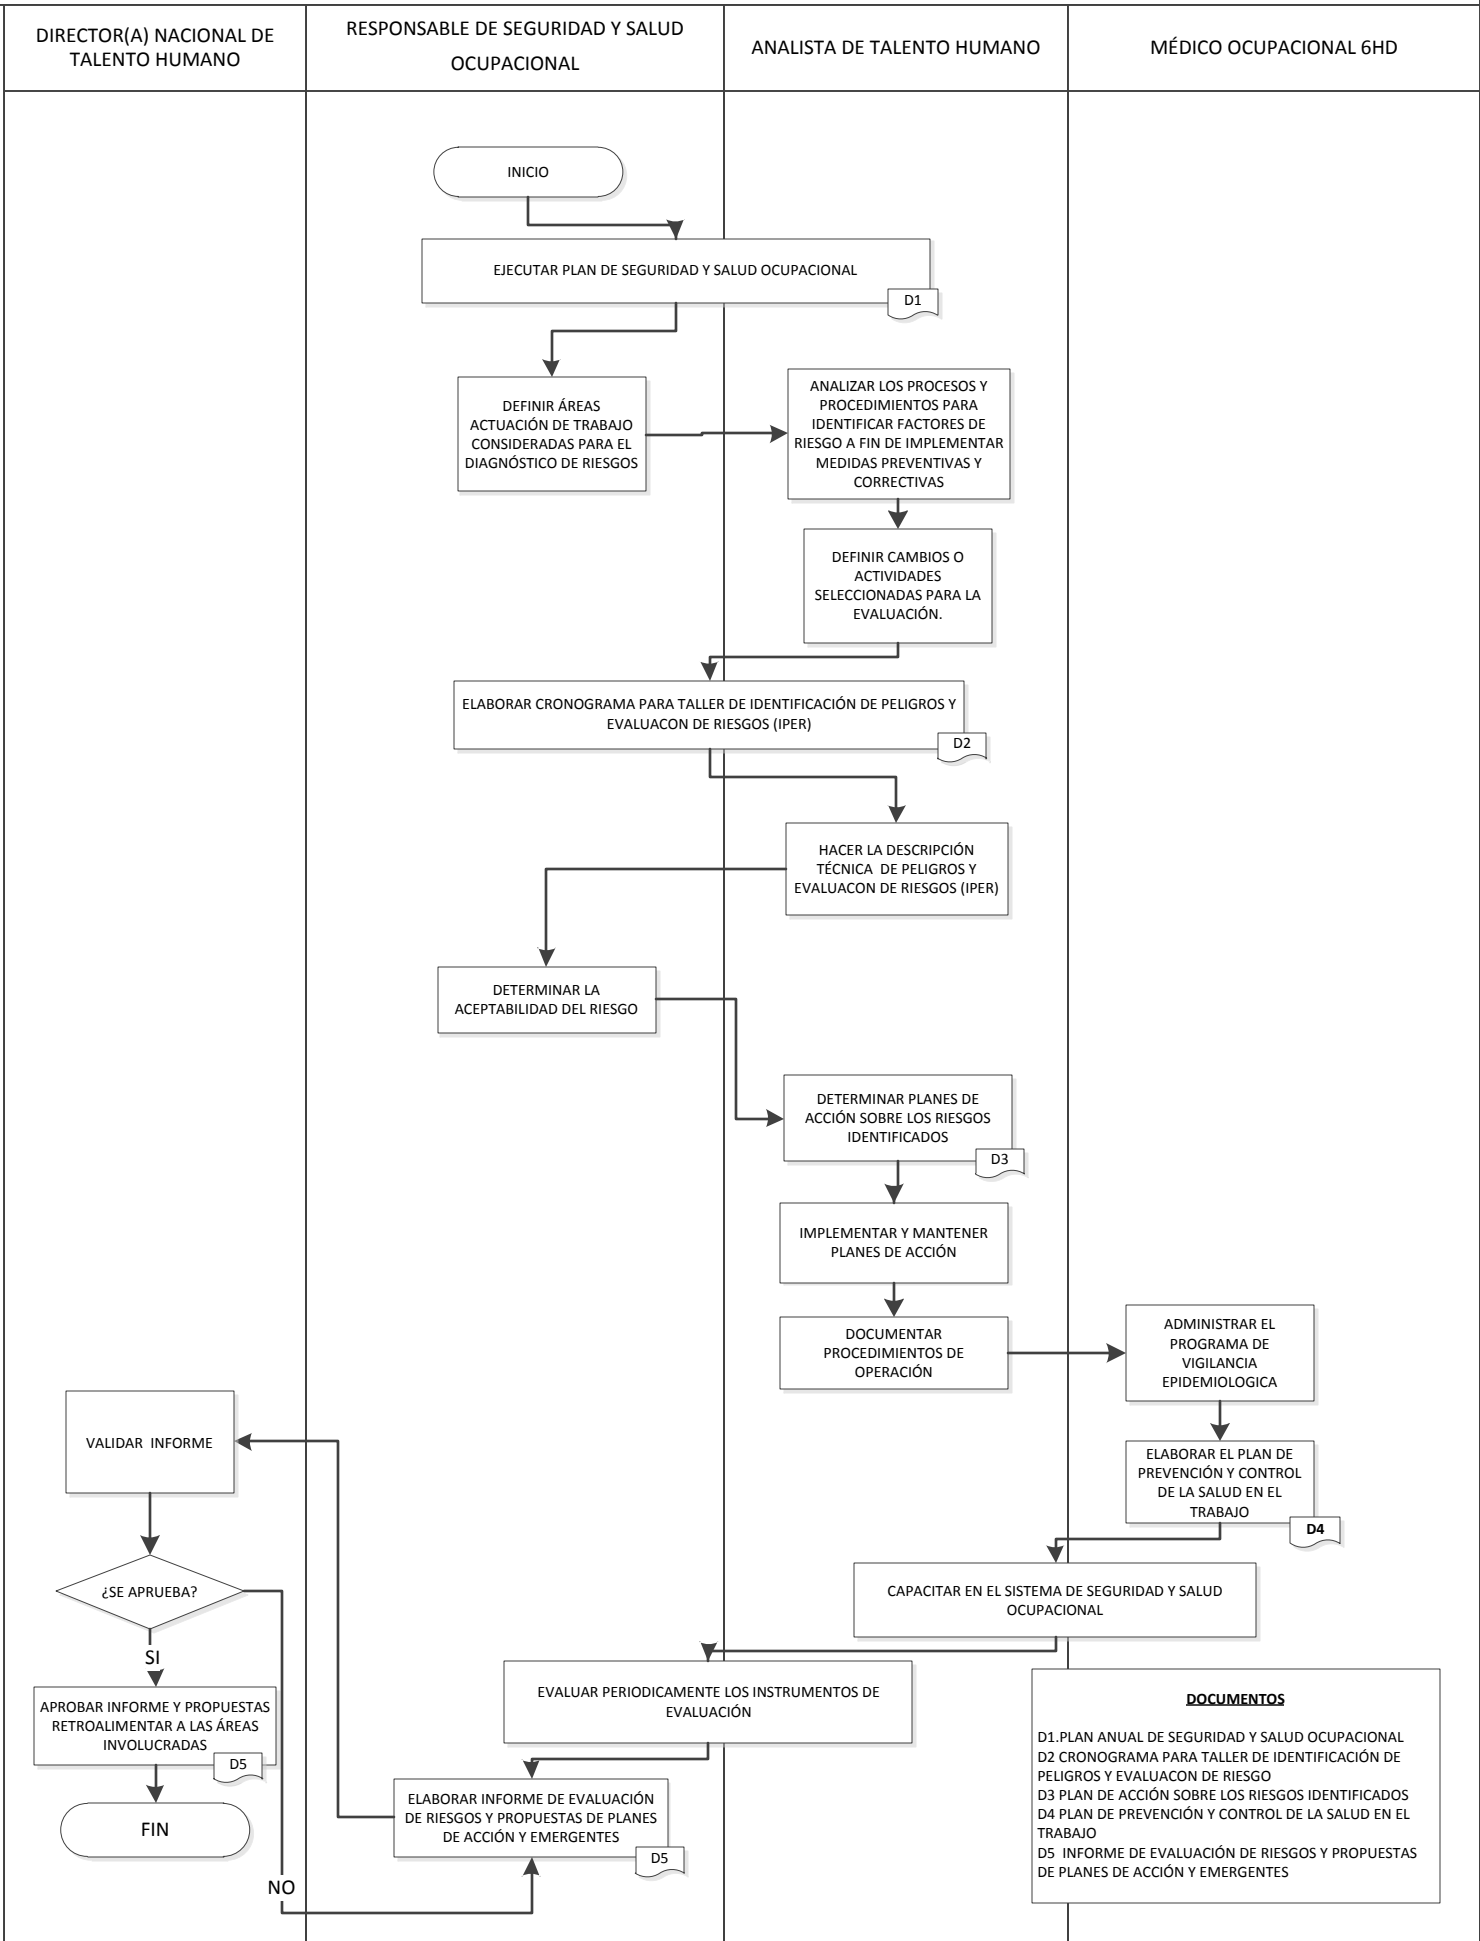 DIRECTOR(A) NACIONAL DE
TALENTO HUMANO
RESPONSABLE DE SEGURIDAD Y SALUD
OCUPACIONAL
ANALISTA DE TALENTO HUMANO
MÉDICO OCUPACIONAL 6HD
INICIO
EJECUTAR PLAN DE SEGURIDAD Y SALUD OCUPACIONAL
D1
DEFINIR ÁREAS
ACTUACIÓN DE TRABAJO
CONSIDERADAS PARA EL
DIAGNÓSTICO DE RIESGOS
ANALIZAR LOS PROCESOS Y
PROCEDIMIENTOS PARA
IDENTIFICAR FACTORES DE
RIESGO A FIN DE IMPLEMENTAR
MEDIDAS PREVENTIVAS Y
CORRECTIVAS
DEFINIR CAMBIOS O
ACTIVIDADES
SELECCIONADAS PARA LA
EVALUACIÓN.
ELABORAR CRONOGRAMA PARA TALLER DE IDENTIFICACIÓN DE PELIGROS Y
EVALUACON DE RIESGOS (IPER)
D2
HACER LA DESCRIPCIÓN
TÉCNICA  DE PELIGROS Y
EVALUACON DE RIESGOS (IPER)
DETERMINAR LA
ACEPTABILIDAD DEL RIESGO
DETERMINAR PLANES DE
ACCIÓN SOBRE LOS RIESGOS
IDENTIFICADOS
D3
IMPLEMENTAR Y MANTENER
PLANES DE ACCIÓN
DOCUMENTAR
PROCEDIMIENTOS DE
OPERACIÓN
ADMINISTRAR EL
PROGRAMA DE
VIGILANCIA
EPIDEMIOLOGICA
ELABORAR EL PLAN DE
PREVENCIÓN Y CONTROL
DE LA SALUD EN EL
TRABAJO
D4
CAPACITAR EN EL SISTEMA DE SEGURIDAD Y SALUD
OCUPACIONAL
EVALUAR PERIODICAMENTE LOS INSTRUMENTOS DE
EVALUACIÓN
ELABORAR INFORME DE EVALUACIÓN
DE RIESGOS Y PROPUESTAS DE PLANES
DE ACCIÓN Y EMERGENTES
D5
VALIDAR  INFORME
¿SE APRUEBA?
SI
NO
APROBAR INFORME Y PROPUESTAS
RETROALIMENTAR A LAS ÁREAS
INVOLUCRADAS
D5
FIN
DOCUMENTOS
D1.PLAN ANUAL DE SEGURIDAD Y SALUD OCUPACIONAL
D2 CRONOGRAMA PARA TALLER DE IDENTIFICACIÓN DE
PELIGROS Y EVALUACON DE RIESGO
D3 PLAN DE ACCIÓN SOBRE LOS RIESGOS IDENTIFICADOS
D4 PLAN DE PREVENCIÓN Y CONTROL DE LA SALUD EN EL
TRABAJO
D5  INFORME DE EVALUACIÓN DE RIESGOS Y PROPUESTAS
DE PLANES DE ACCIÓN Y EMERGENTES